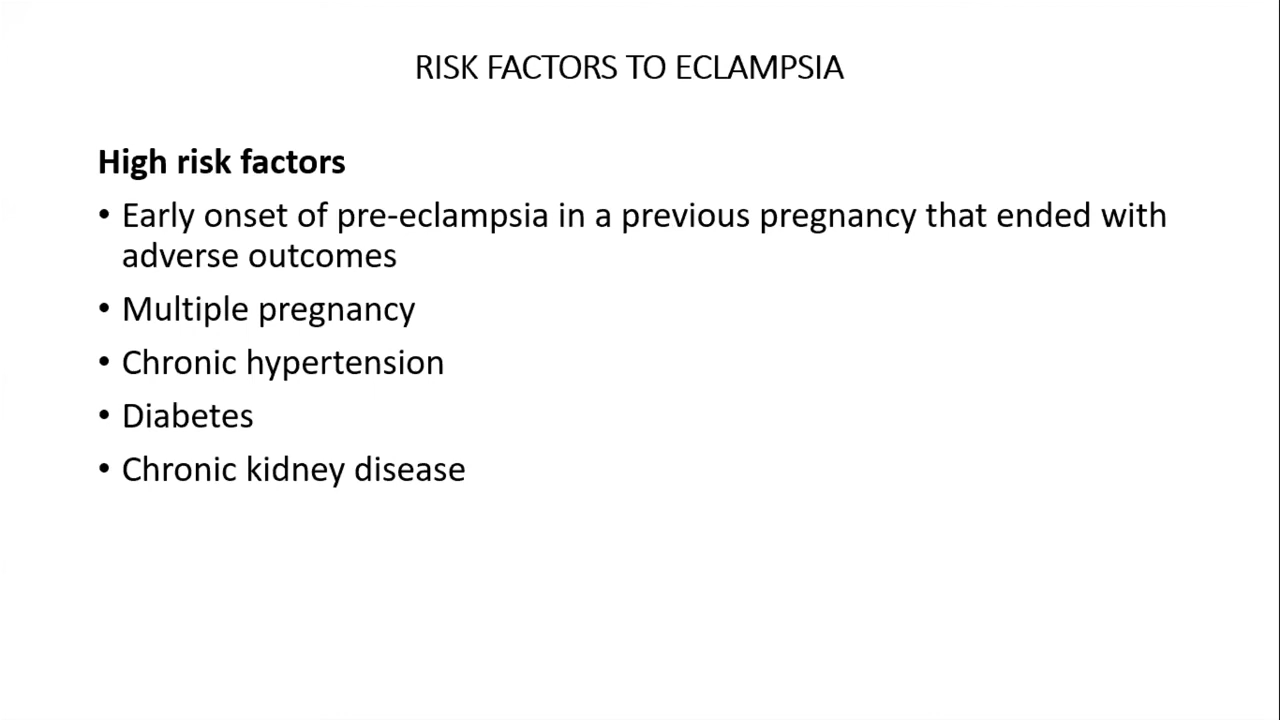 RISK FACTORS TO ECLAMPSIA
High risk factors
• Early onset of pre-eclampsia in a previous pregnancy that ended with
adverse outcomes
• Multiple pregnancy
• Chronic hypertension
• Diabetes
• Chronic kidney disease